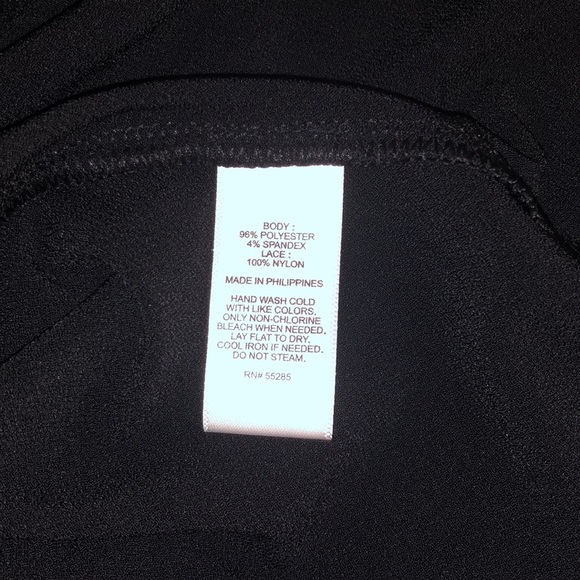 BODY :
96% POLYESTER
4% SPANDEX
LACE :
100% NYLON
MADE IN PHILIPPINES
HAND WASH COLD
WITH LIKE COLORS.
ONLY NON-CHLORINE
BLEACH WHEN NEEDED.
LAY FLAT TO DRY.
COOL IRON IF NEEDED.
DO NOT STEAM.
RN# 55285